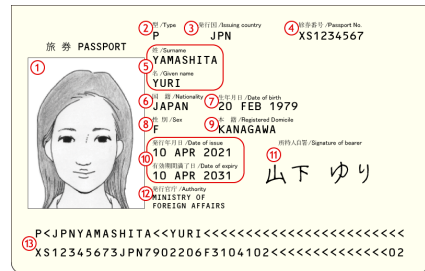 ② 型/Type ③ 発行国/Issuing country ④ 旅券番号/Passport No.
P JPN XS1234567
旅 券 PASSPORT
① ⑤ 姓/Surname
YAMASHITA
名/Given name
YURI
⑥ 国 籍/Nationality ⑦ 生年月日/Date of birth
JAPAN 20 FEB 1979
⑧ 性 別/Sex ⑨ 本 籍/Registered Domicile
F KANAGAWA
⑩ 発行年月日/Date of issue 所持人自署/Signature of bearer
10 APR 2021 ⑪
有効期間満了日/Date of expiry 山下 ゆり
10 APR 2031
⑫ 発行官庁/Authority
MINISTRY OF
FOREIGN AFFAIRS
⑬ P<JPNYAMASHITA<<YURI<<<<<<<<<<<<<<<<<<<<<<<<
XS12345673JPN7902206F3104102<<<<<<<<<<<<<<02